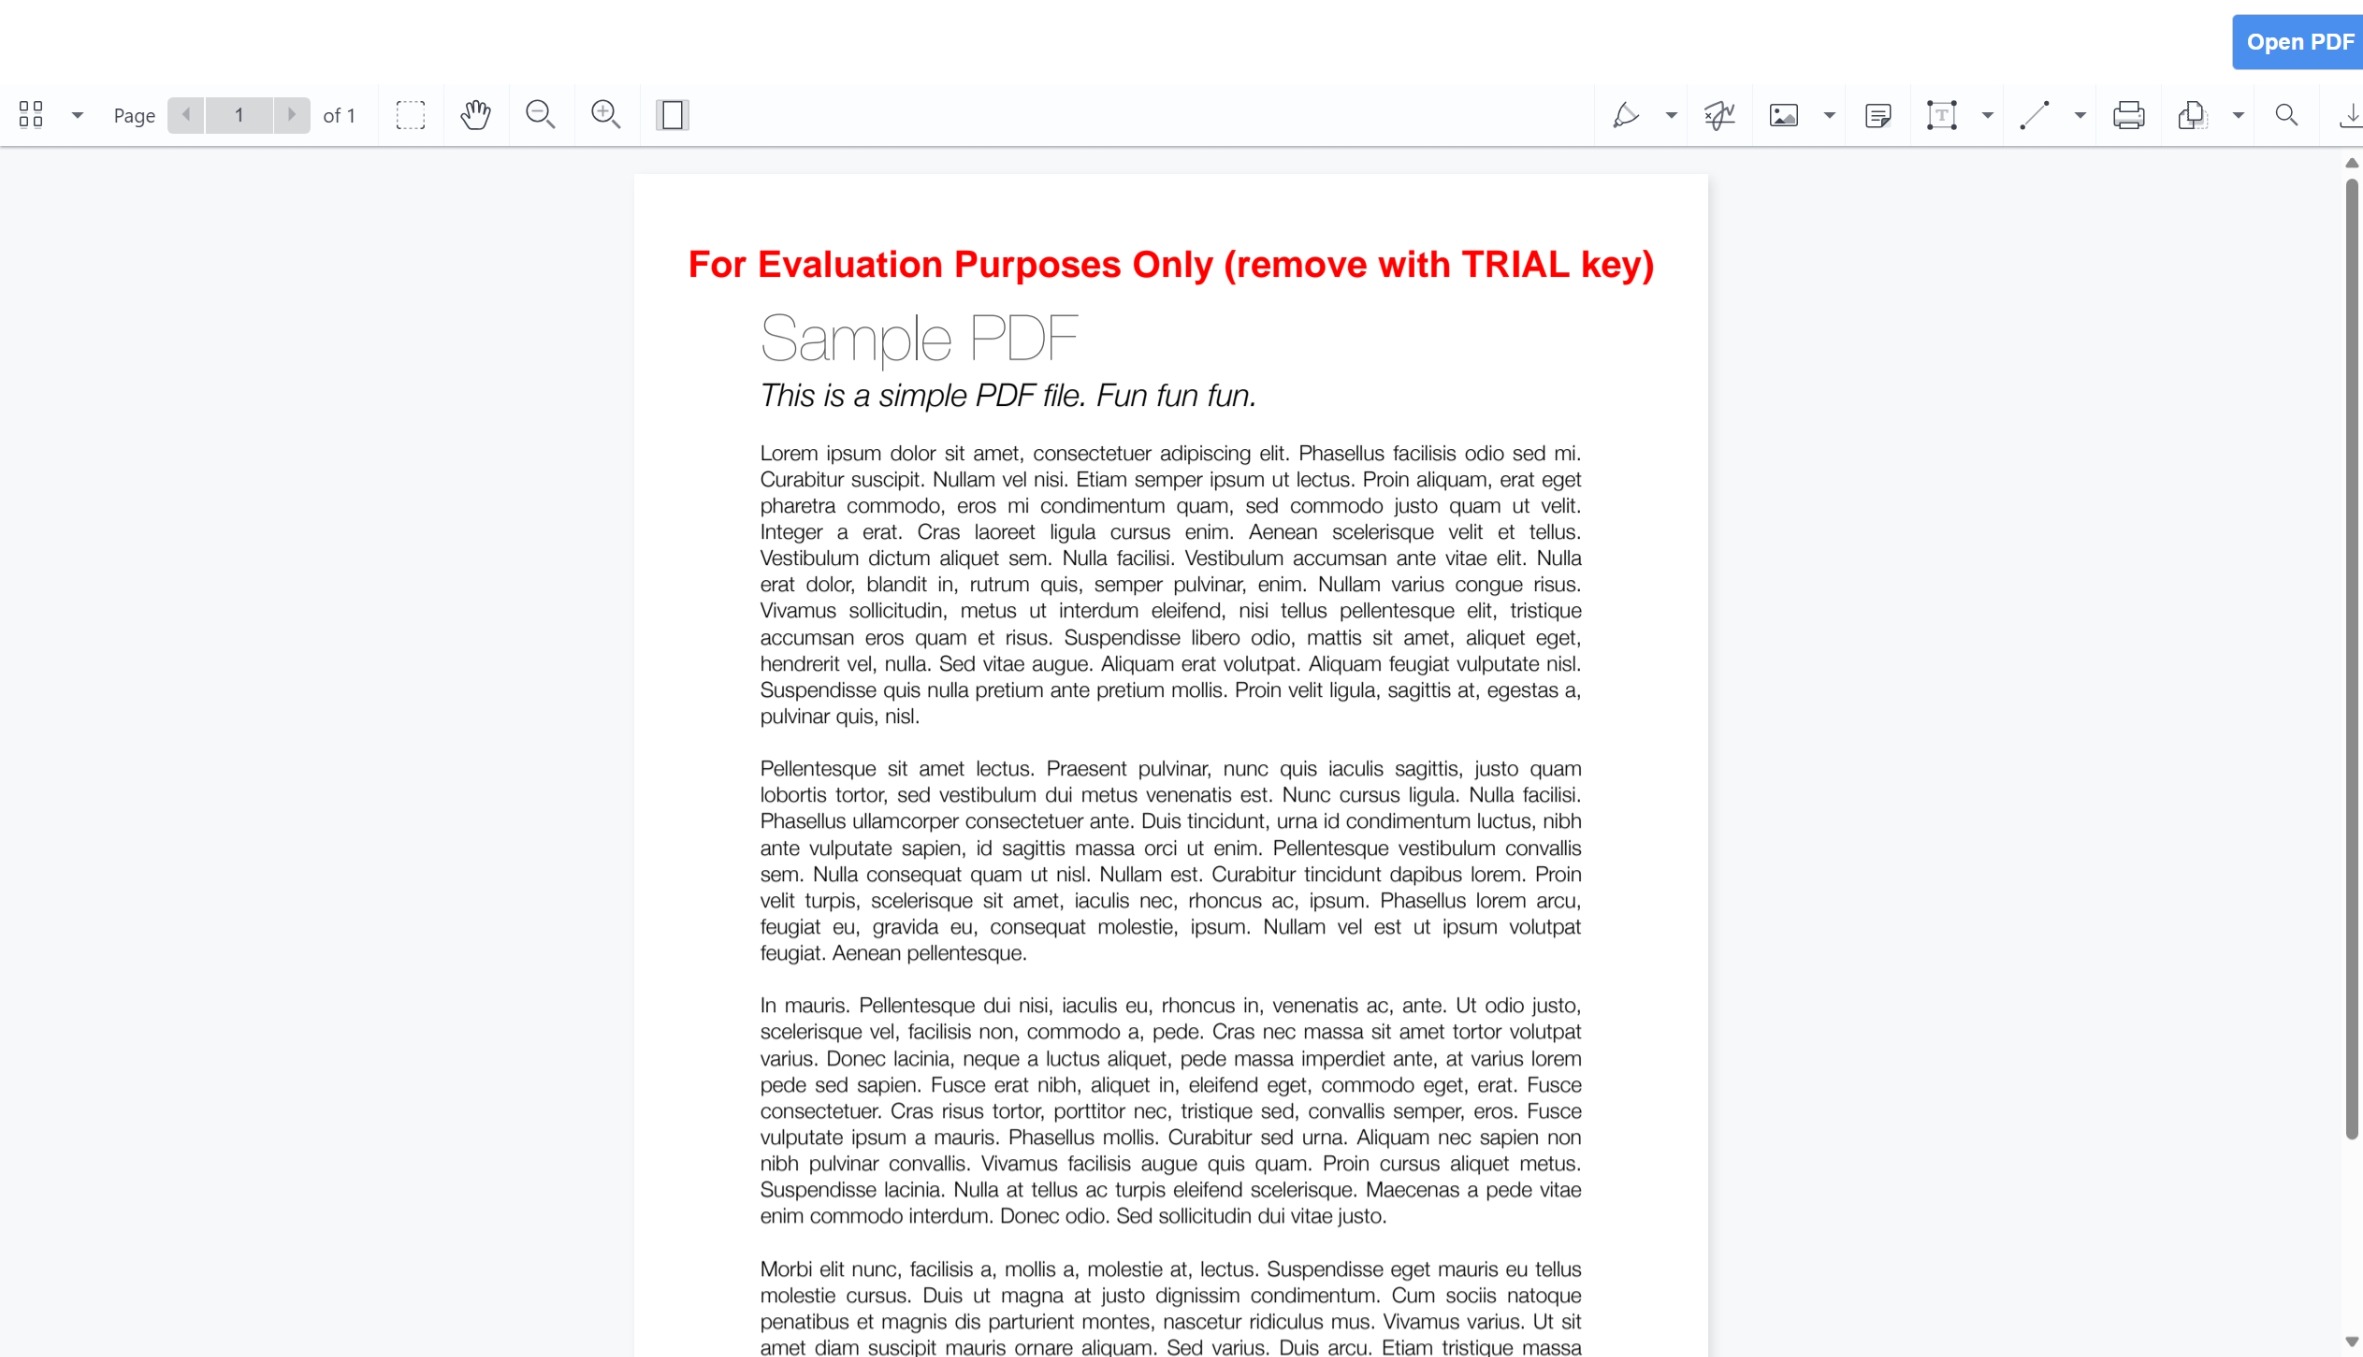 Open PDF
Page 1 of 1
For Evaluation Purposes Only (remove with TRIAL key)
Sample PDF
This is a simple PDF file. Fun fun fun.
Lorem ipsum dolor sit amet, consectetuer adipiscing elit. Phasellus facilisis odio sed mi.
Curabitur suscipit. Nullam vel nisi. Etiam semper ipsum ut lectus. Proin aliquam, erat eget
pharetra commodo, eros mi condimentum quam, sed commodo justo quam ut velit.
Integer a erat. Cras laoreet ligula cursus enim. Aenean scelerisque velit et tellus.
Vestibulum dictum aliquet sem. Nulla facilisi. Vestibulum accumsan ante vitae elit. Nulla
erat dolor, blandit in, rutrum quis, semper pulvinar, enim. Nullam varius congue risus.
Vivamus sollicitudin, metus ut interdum eleifend, nisi tellus pellentesque elit, tristique
accumsan eros quam et risus. Suspendisse libero odio, mattis sit amet, aliquet eget,
hendrerit vel, nulla. Sed vitae augue. Aliquam erat volutpat. Aliquam feugiat vulputate nisl.
Suspendisse quis nulla pretium ante pretium mollis. Proin velit ligula, sagittis at, egestas a,
pulvinar quis, nisl.
Pellentesque sit amet lectus. Praesent pulvinar, nunc quis iaculis sagittis, justo quam
lobortis tortor, sed vestibulum dui metus venenatis est. Nunc cursus ligula. Nulla facilisi.
Phasellus ullamcorper consectetuer ante. Duis tincidunt, urna id condimentum luctus, nibh
ante vulputate sapien, id sagittis massa orci ut enim. Pellentesque vestibulum convallis
sem. Nulla consequat quam ut nisl. Nullam est. Curabitur tincidunt dapibus lorem. Proin
velit turpis, scelerisque sit amet, iaculis nec, rhoncus ac, ipsum. Phasellus lorem arcu,
feugiat eu, gravida eu, consequat molestie, ipsum. Nullam vel est ut ipsum volutpat
feugiat. Aenean pellentesque.
In mauris. Pellentesque dui nisi, iaculis eu, rhoncus in, venenatis ac, ante. Ut odio justo,
scelerisque vel, facilisis non, commodo a, pede. Cras nec massa sit amet tortor volutpat
varius. Donec lacinia, neque a luctus aliquet, pede massa imperdiet ante, at varius lorem
pede sed sapien. Fusce erat nibh, aliquet in, eleifend eget, commodo eget, erat. Fusce
consectetuer. Cras risus tortor, porttitor nec, tristique sed, convallis semper, eros. Fusce
vulputate ipsum a mauris. Phasellus mollis. Curabitur sed urna. Aliquam nec sapien non
nibh pulvinar convallis. Vivamus facilisis augue quis quam. Proin cursus aliquet metus.
Suspendisse lacinia. Nulla at tellus ac turpis eleifend scelerisque. Maecenas a pede vitae
enim commodo interdum. Donec odio. Sed sollicitudin dui vitae justo.
Morbi elit nunc, facilisis a, mollis a, molestie at, lectus. Suspendisse eget mauris eu tellus
molestie cursus. Duis ut magna at justo dignissim condimentum. Cum sociis natoque
penatibus et magnis dis parturient montes, nascetur ridiculus mus. Vivamus varius. Ut sit
amet diam suscipit mauris ornare aliquam. Sed varius. Duis arcu. Etiam tristique massa